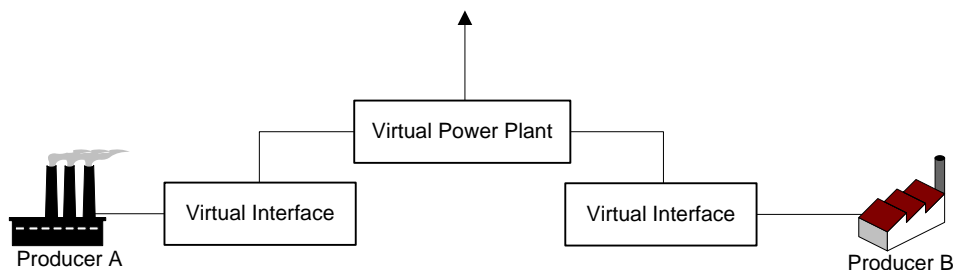 Virtual Power Plant
Virtual Interface
Virtual Interface
Producer A
Producer B